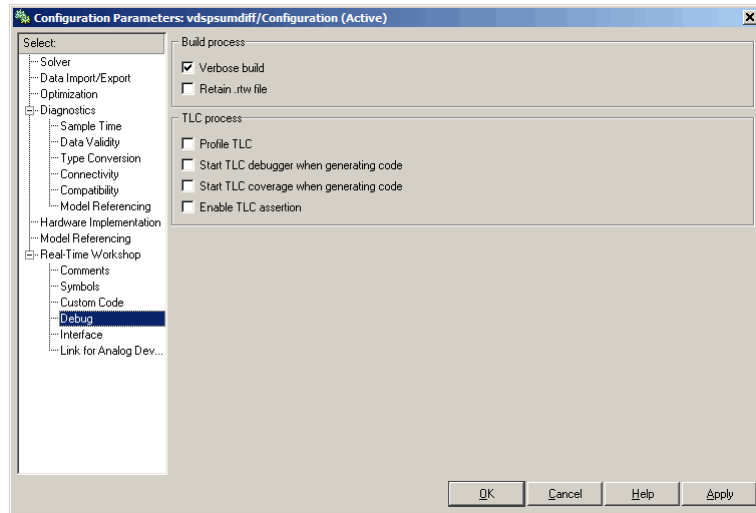 Configuration Parameters: vdspsumdiff/Configuration (Active)
Select:
Solver
Data Import/Export
Optimization
Diagnostics
Sample Time
Data Validity
Type Conversion
Connectivity
Compatibility
Model Referencing
Hardware Implementation
Model Referencing
Real-Time Workshop
Comments
Symbols
Custom Code
Debug
Interface
Link for Analog Dev...
Build process
Verbose build
Retain .rtw file
TLC process
Profile TLC
Start TLC debugger when generating code
Start TLC coverage when generating code
Enable TLC assertion
OK Cancel Help Apply